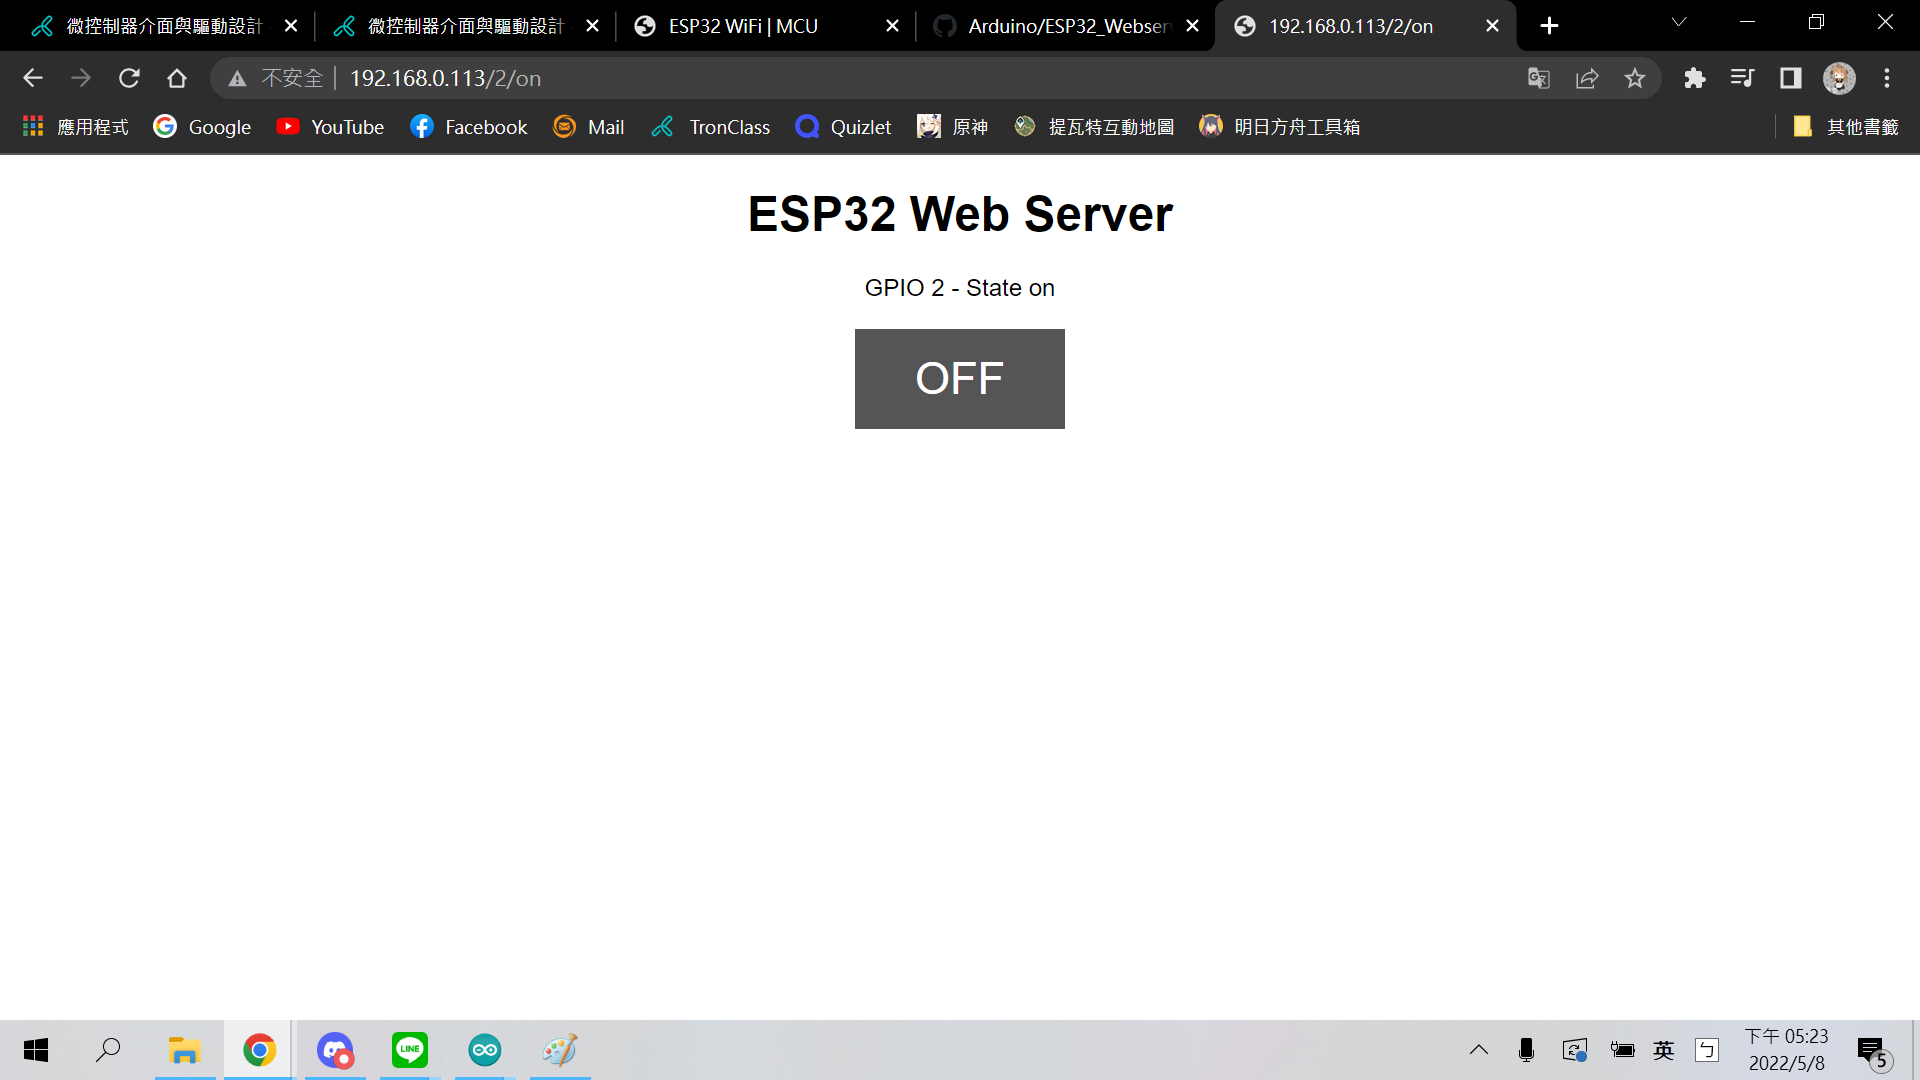 微控制器介面與驅動設計
微控制器介面與驅動設計
ESP32 WiFi | MCU
Arduino/ESP32_Webser
192.168.0.113/2/on
不安全 192.168.0.113/2/on
應用程式 Google YouTube Facebook Mail TronClass Quizlet 原神 提瓦特互動地圖 明日方舟工具箱 其他書籤
ESP32 Web Server
GPIO 2 - State on
OFF
LINE
英 ㄅ
下午 05:23
2022/5/8
5